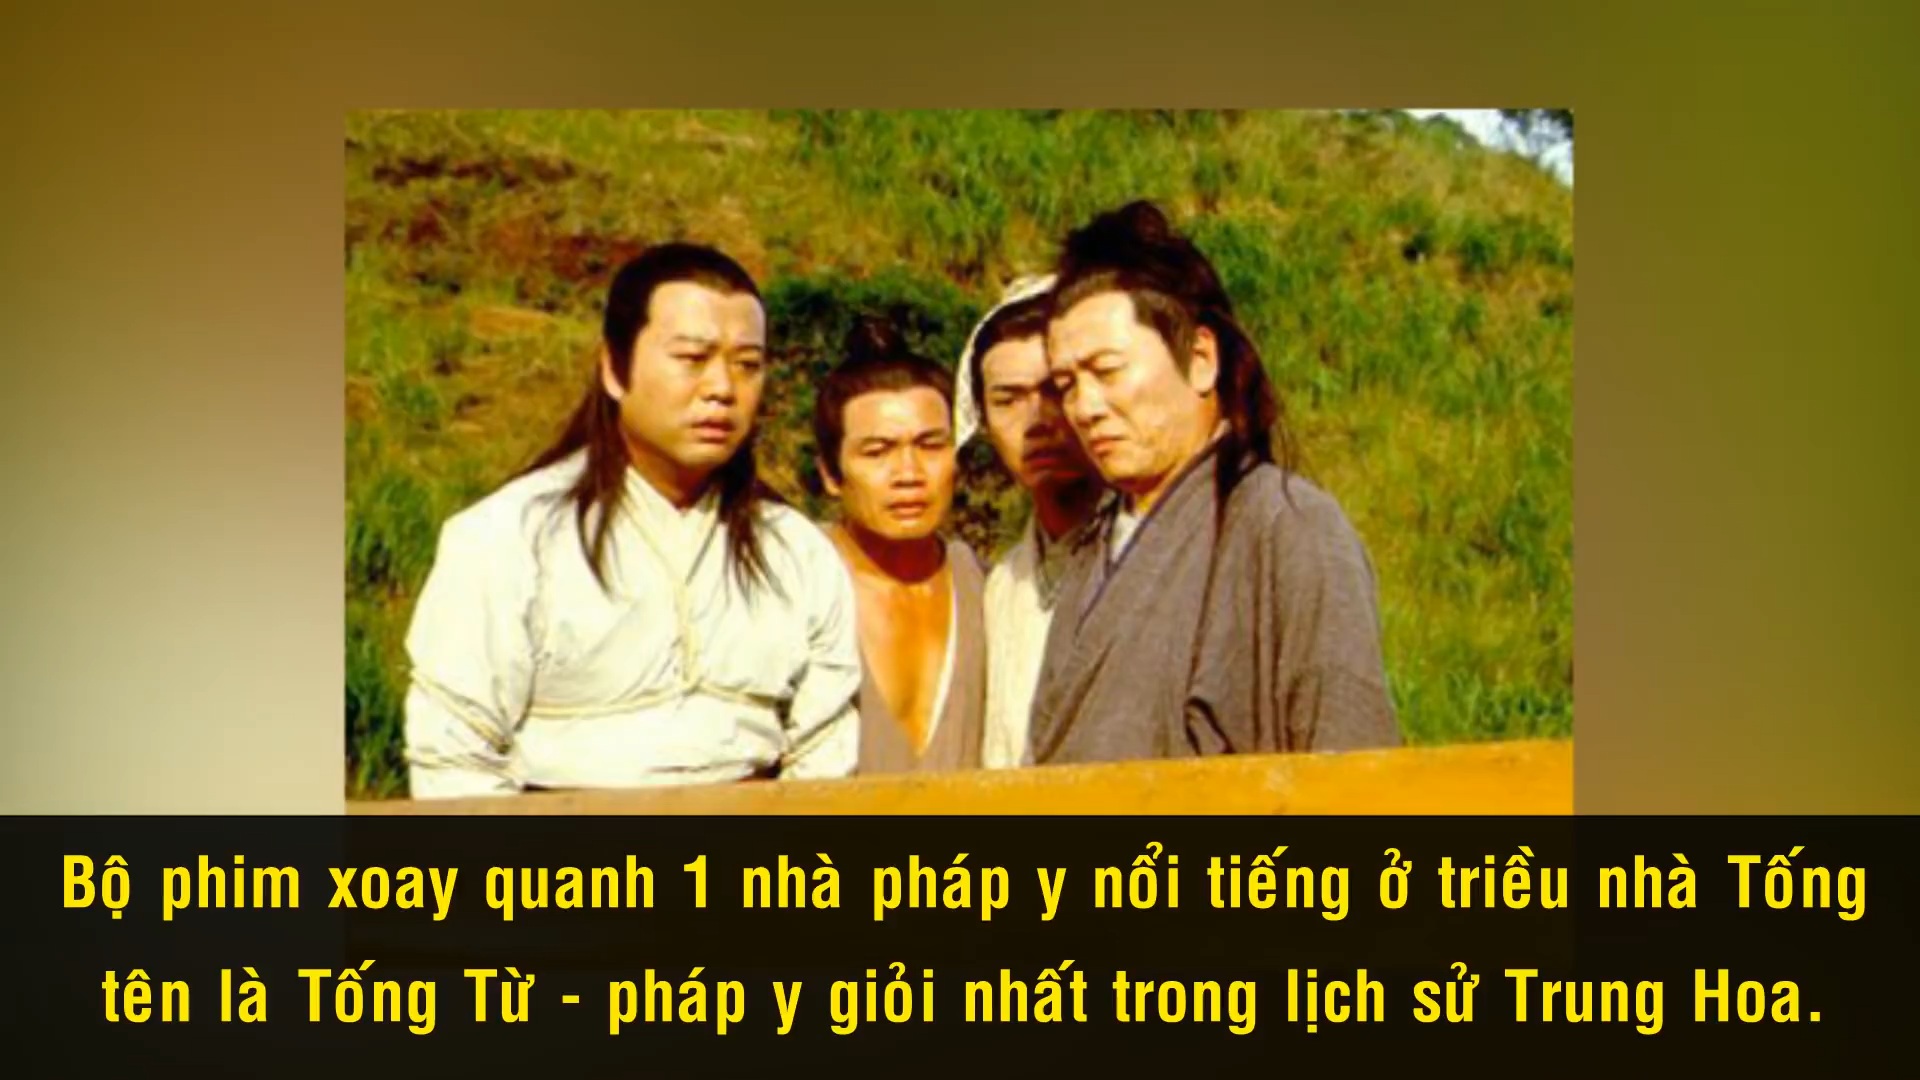 Bộ phim xoay quanh 1 nhà pháp y nổi tiếng ở triều nhà Tống
tên là Tống Từ - pháp y giỏi nhất trong lịch sử Trung Hoa.